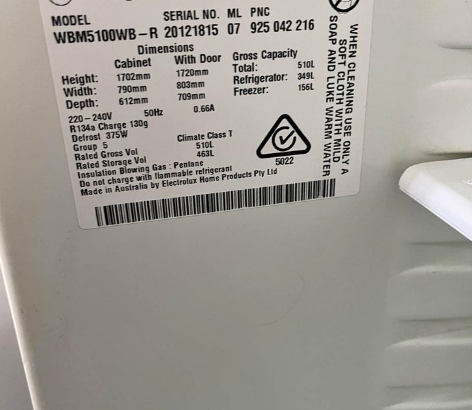 MODEL SERIAL NO. ML PNC
WBM5100WB-R 20121815 07 925 042 216
Dimensions
Cabinet With Door Gross Capacity
Height: 1702mm 1720mm Total: 510L
Width: 790mm 803mm Refrigerator: 349L
Depth: 612mm 709mm Freezer: 156L
220-240V 50Hz 0.66A
R134a Charge 130g
Defrost 375W
Group 5 Climate Class T
Rated Gross Vol 510L
Rated Storage Vol 463L
Insulation Blowing Gas: Pentane
Do not charge with flammable refrigerant
Made in Australia by Electrolux Home Products Pty Ltd
5022
WHEN CLEANING USE ONLY A
SOFT CLOTH WITH MILD
SOAP AND LUKE WARM WATER